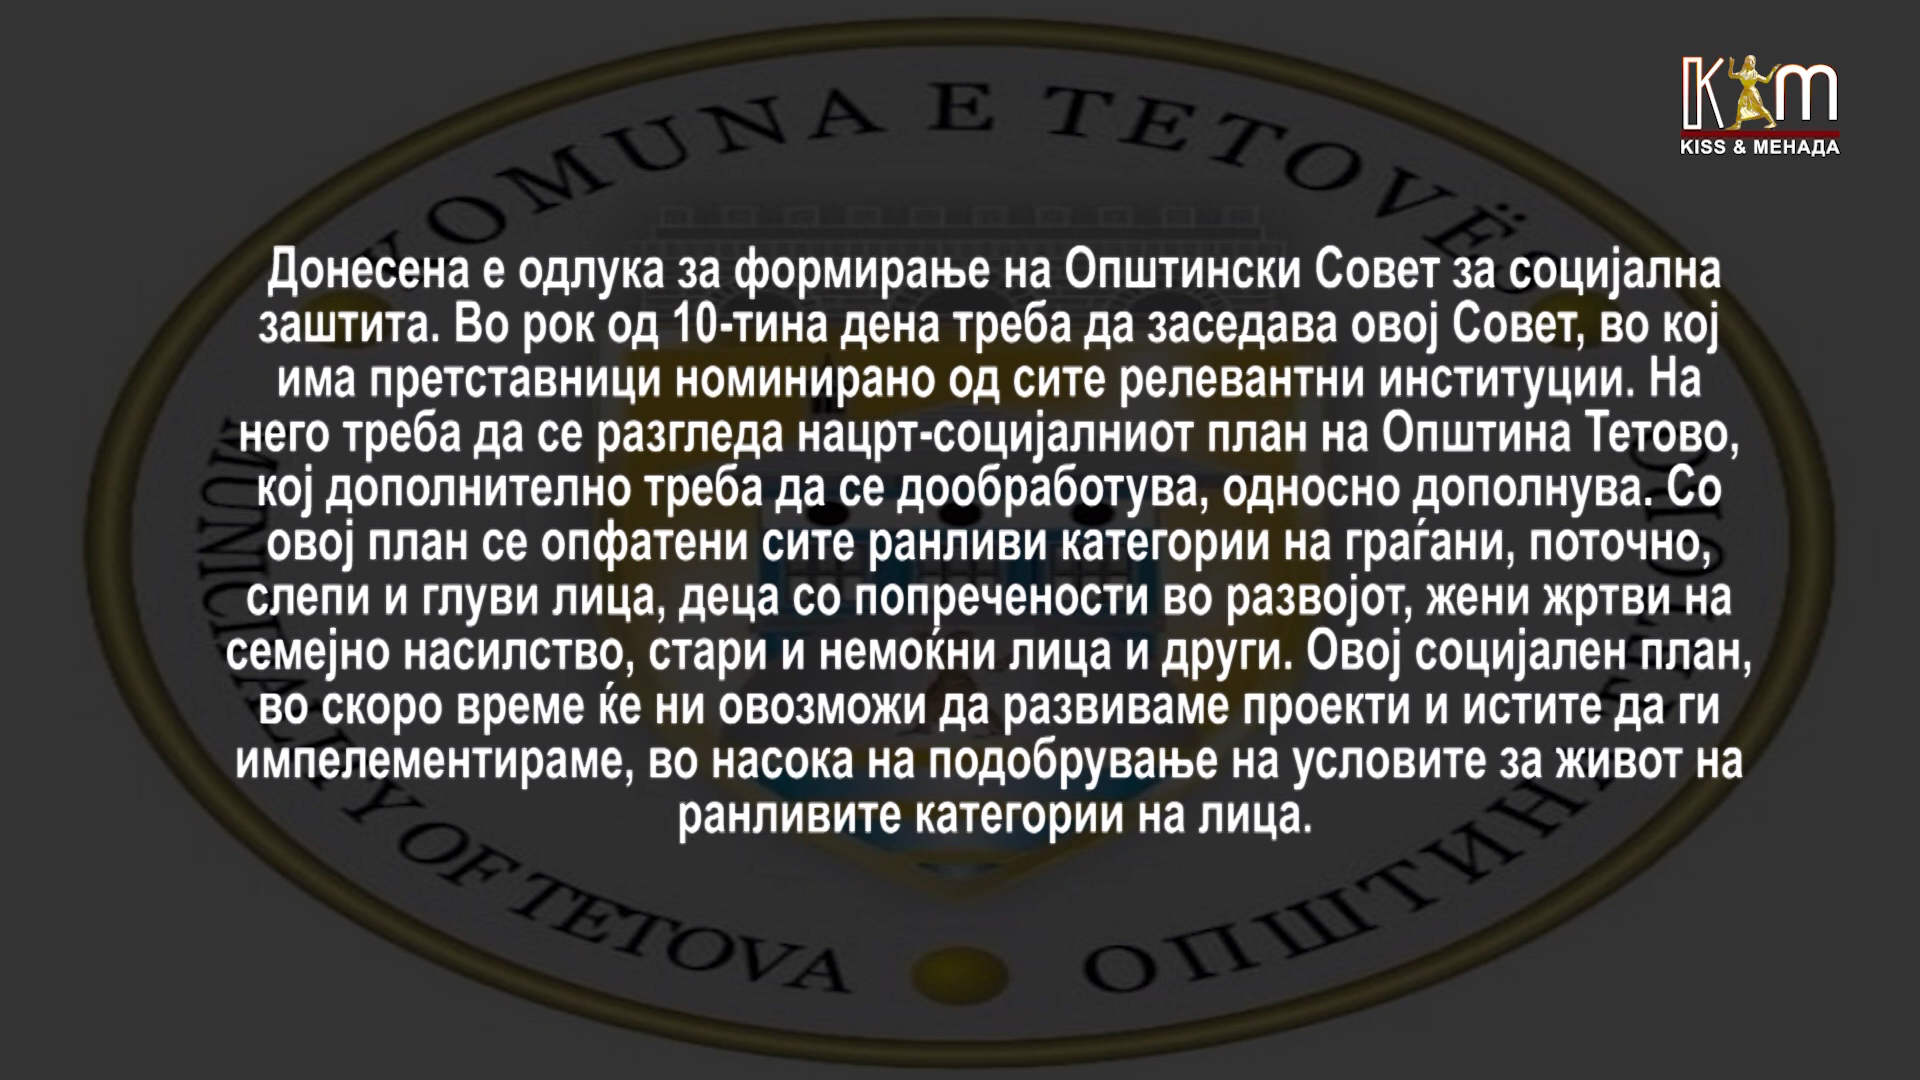 KOMUNA E TETOVËS
K m
KISS & МЕНАДА
Донесена е одлука за формирање на Општински Совет за социјална
заштита. Во рок од 10-тина дена треба да заседава овој Совет, во кој
има претставници номинирано од сите релевантни институции. На
него треба да се разгледа нацрт-социјалниот план на Општина Тетово,
кој дополнително треба да се дообработува, односно дополнува. Со
овој план се опфатени сите ранливи категории на граѓани, поточно,
слепи и глуви лица, деца со попречености во развојот, жени жртви на
семејно насилство, стари и немоќни лица и други. Овој социјален план,
во скоро време ќе ни овозможи да развиваме проекти и истите да ги
импелементираме, во насока на подобрување на условите за живот на
ранливите категории на лица.
MUNICIPALITY OF TETOVA
ОПШТИНА